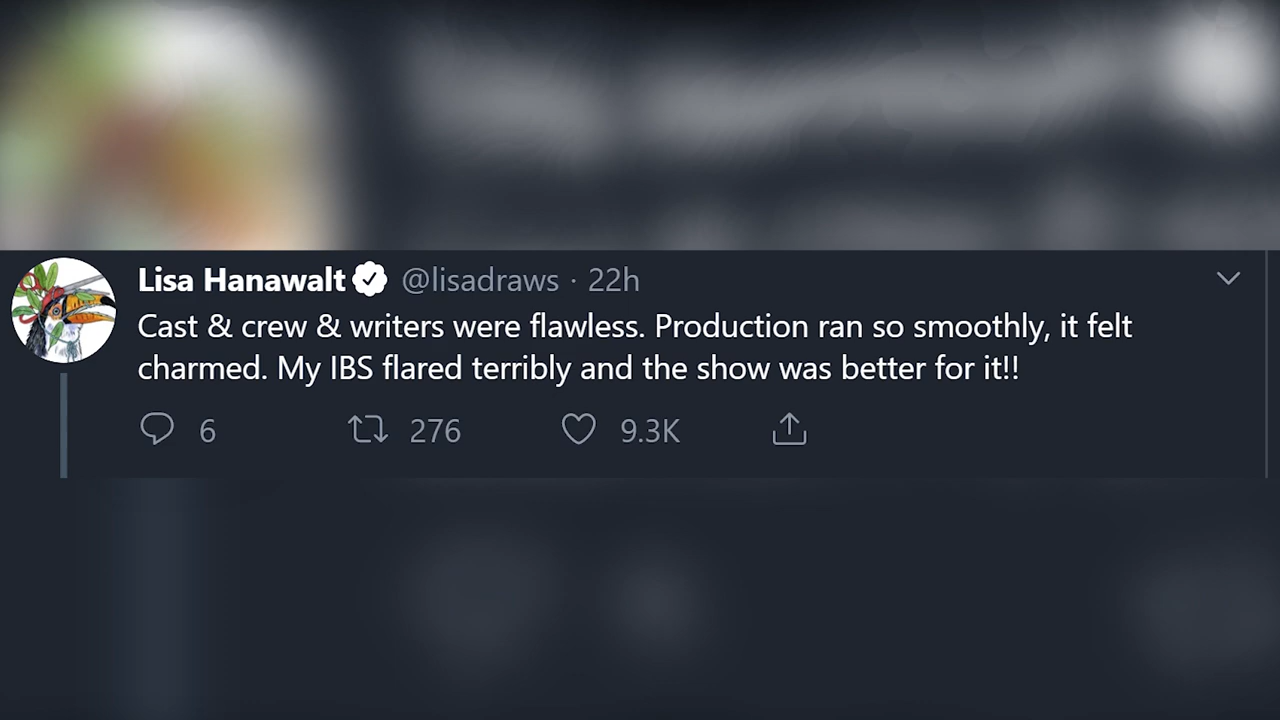 Lisa Hanawalt @lisadraws · 22h
Cast & crew & writers were flawless. Production ran so smoothly, it felt
charmed. My IBS flared terribly and the show was better for it!!
6 276 9.3K